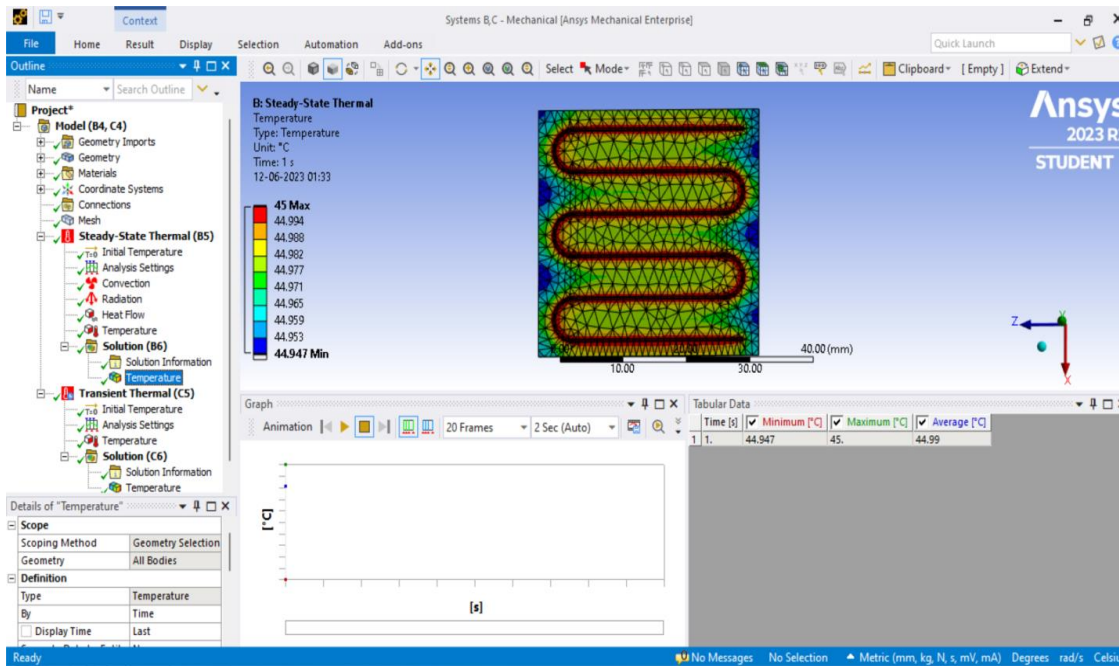 Context
Systems B,C - Mechanical [Ansys Mechanical Enterprise]
File Home Result Display Selection Automation Add-ons
Quick Launch
Outline
Select Mode Clipboard [ Empty ] Extend
Name Search Outline
Project*
Model (B4, C4)
Geometry Imports
Geometry
Materials
Coordinate Systems
Connections
Mesh
Steady-State Thermal (B5)
T=0 Initial Temperature
Analysis Settings
Convection
Radiation
Heat Flow
Temperature
Solution (B6)
Solution Information
Temperature
Transient Thermal (C5)
T=0 Initial Temperature
Analysis Settings
Temperature
Solution (C6)
Solution Information
Temperature
B: Steady-State Thermal
Temperature
Type: Temperature
Unit: °C
Time: 1 s
12-06-2023 01:33
45 Max
44.994
44.988
44.982
44.977
44.971
44.965
44.959
44.953
44.947 Min
40.00 (mm)
10.00 30.00
Ansys
2023 R
STUDENT
Z
X
Graph
Animation 20 Frames 2 Sec (Auto)
[°C]
[s]
Tabular Data
Time [s] Minimum [°C] Maximum [°C] Average [°C]
1 1. 44.947 45. 44.99
Details of "Temperature"
Scope
Scoping Method Geometry Selection
Geometry All Bodies
Definition
Type Temperature
By Time
Display Time Last
Ready
No Messages No Selection Metric (mm, kg, N, s, mV, mA) Degrees rad/s Celsi